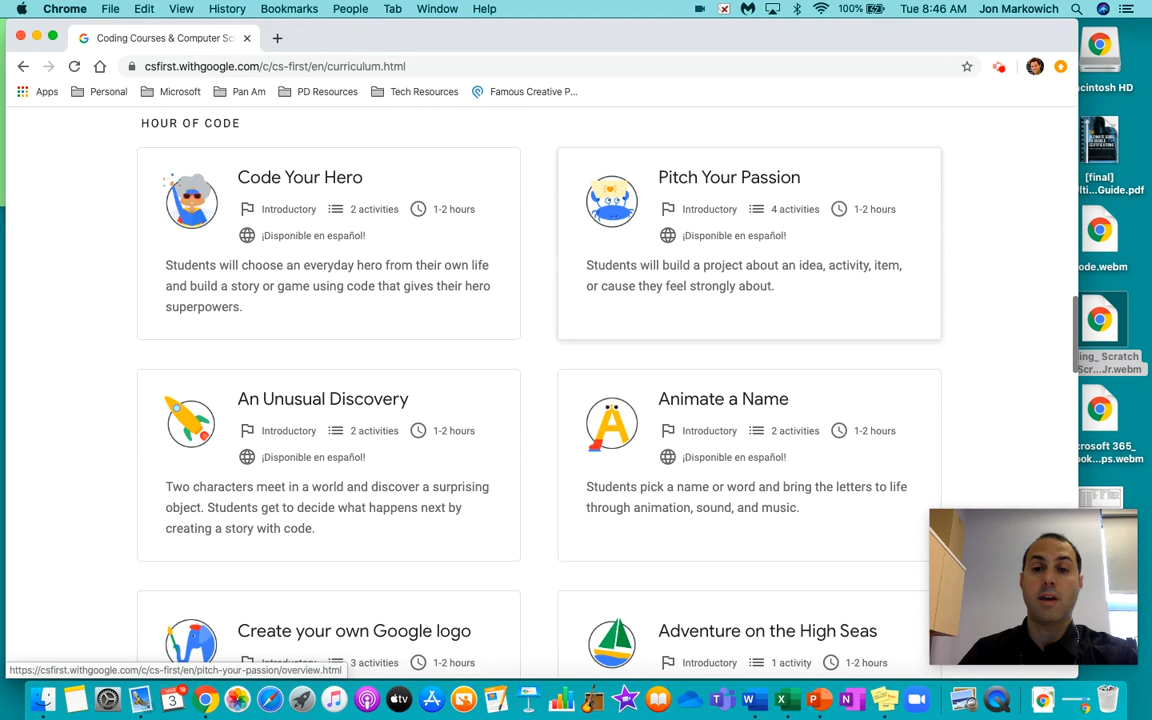 Chrome File Edit View History Bookmarks People Tab Window Help 100% Tue 8:46 AM Jon Markowich
Coding Courses & Computer Sc
csfirst.withgoogle.com/c/cs-first/en/curriculum.html
Apps Personal Microsoft Pan Am PD Resources Tech Resources Famous Creative P...
HOUR OF CODE
Code Your Hero
Introductory 2 activities 1-2 hours
¡Disponible en español!
Students will choose an everyday hero from their own life
and build a story or game using code that gives their hero
superpowers.
Pitch Your Passion
Introductory 4 activities 1-2 hours
¡Disponible en español!
Students will build a project about an idea, activity, item,
or cause they feel strongly about.
An Unusual Discovery
Introductory 2 activities 1-2 hours
¡Disponible en español!
Two characters meet in a world and discover a surprising
object. Students get to decide what happens next by
creating a story with code.
Animate a Name
Introductory 2 activities 1-2 hours
¡Disponible en español!
Students pick a name or word and bring the letters to life
through animation, sound, and music.
Create your own Google logo
Introductory 3 activities 1-2 hours
Adventure on the High Seas
Introductory 1 activity 1-2 hours
https://csfirst.withgoogle.com/c/cs-first/en/pitch-your-passion/overview.html
acintosh HD
[final]
ulti...Guide.pdf
ode.webm
ing_ Scratch
Scr...Jr.webm
rosoft 365_
ook...ps.webm